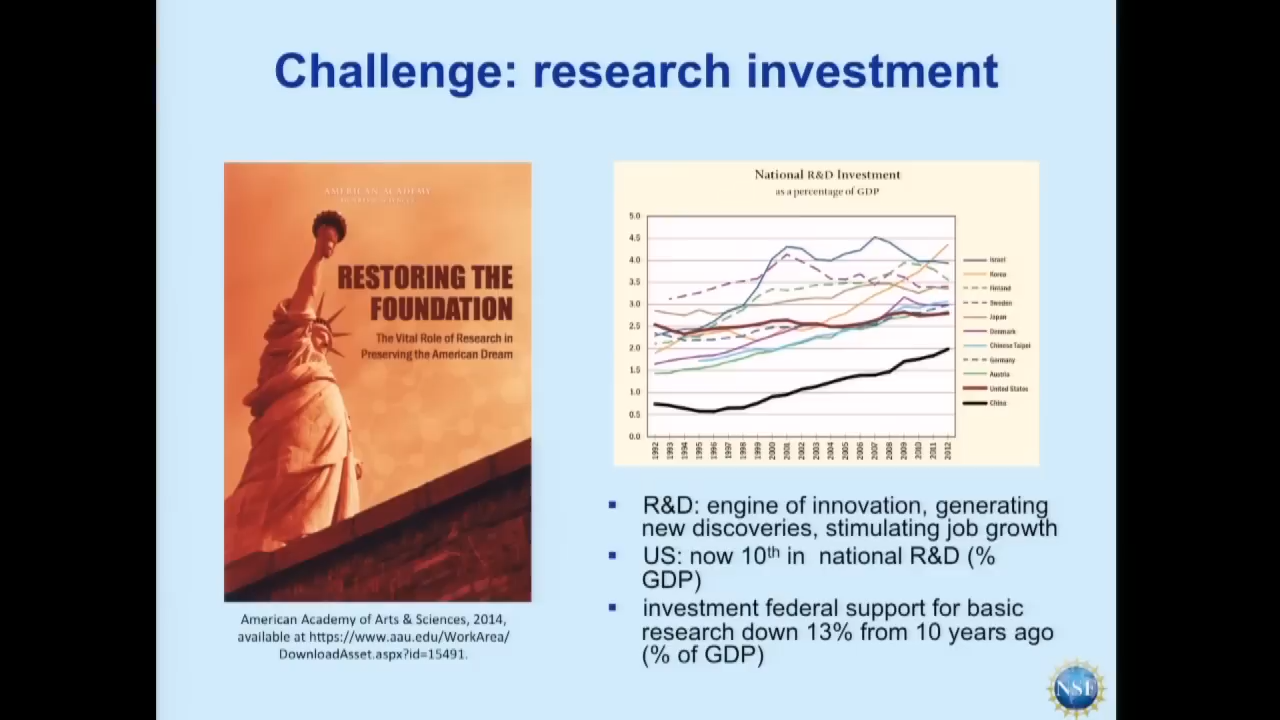 Challenge: research investment
AMERICAN ACADEMY
RESTORING THE
FOUNDATION
The Vital Role of Research in
Preserving the American Dream
American Academy of Arts & Sciences, 2014,
available at https://www.aau.edu/WorkArea/
DownloadAsset.aspx?id=15491.
National R&D Investment
as a percentage of GDP
5.0
4.5
4.0
3.5
3.0
2.5
2.0
1.5
1.0
0.5
0.0
1992 1993 1994 1995 1996 1997 1998 1999 2000 2001 2002 2003 2004 2005 2006 2007 2008 2009 2010 2011 2012
Israel
Korea
Finland
Sweden
Japan
Denmark
Chinese Taipei
Germany
Austria
United States
China
▪ R&D: engine of innovation, generating
new discoveries, stimulating job growth
▪ US: now 10th in national R&D (%
GDP)
▪ investment federal support for basic
research down 13% from 10 years ago
(% of GDP)
NSF